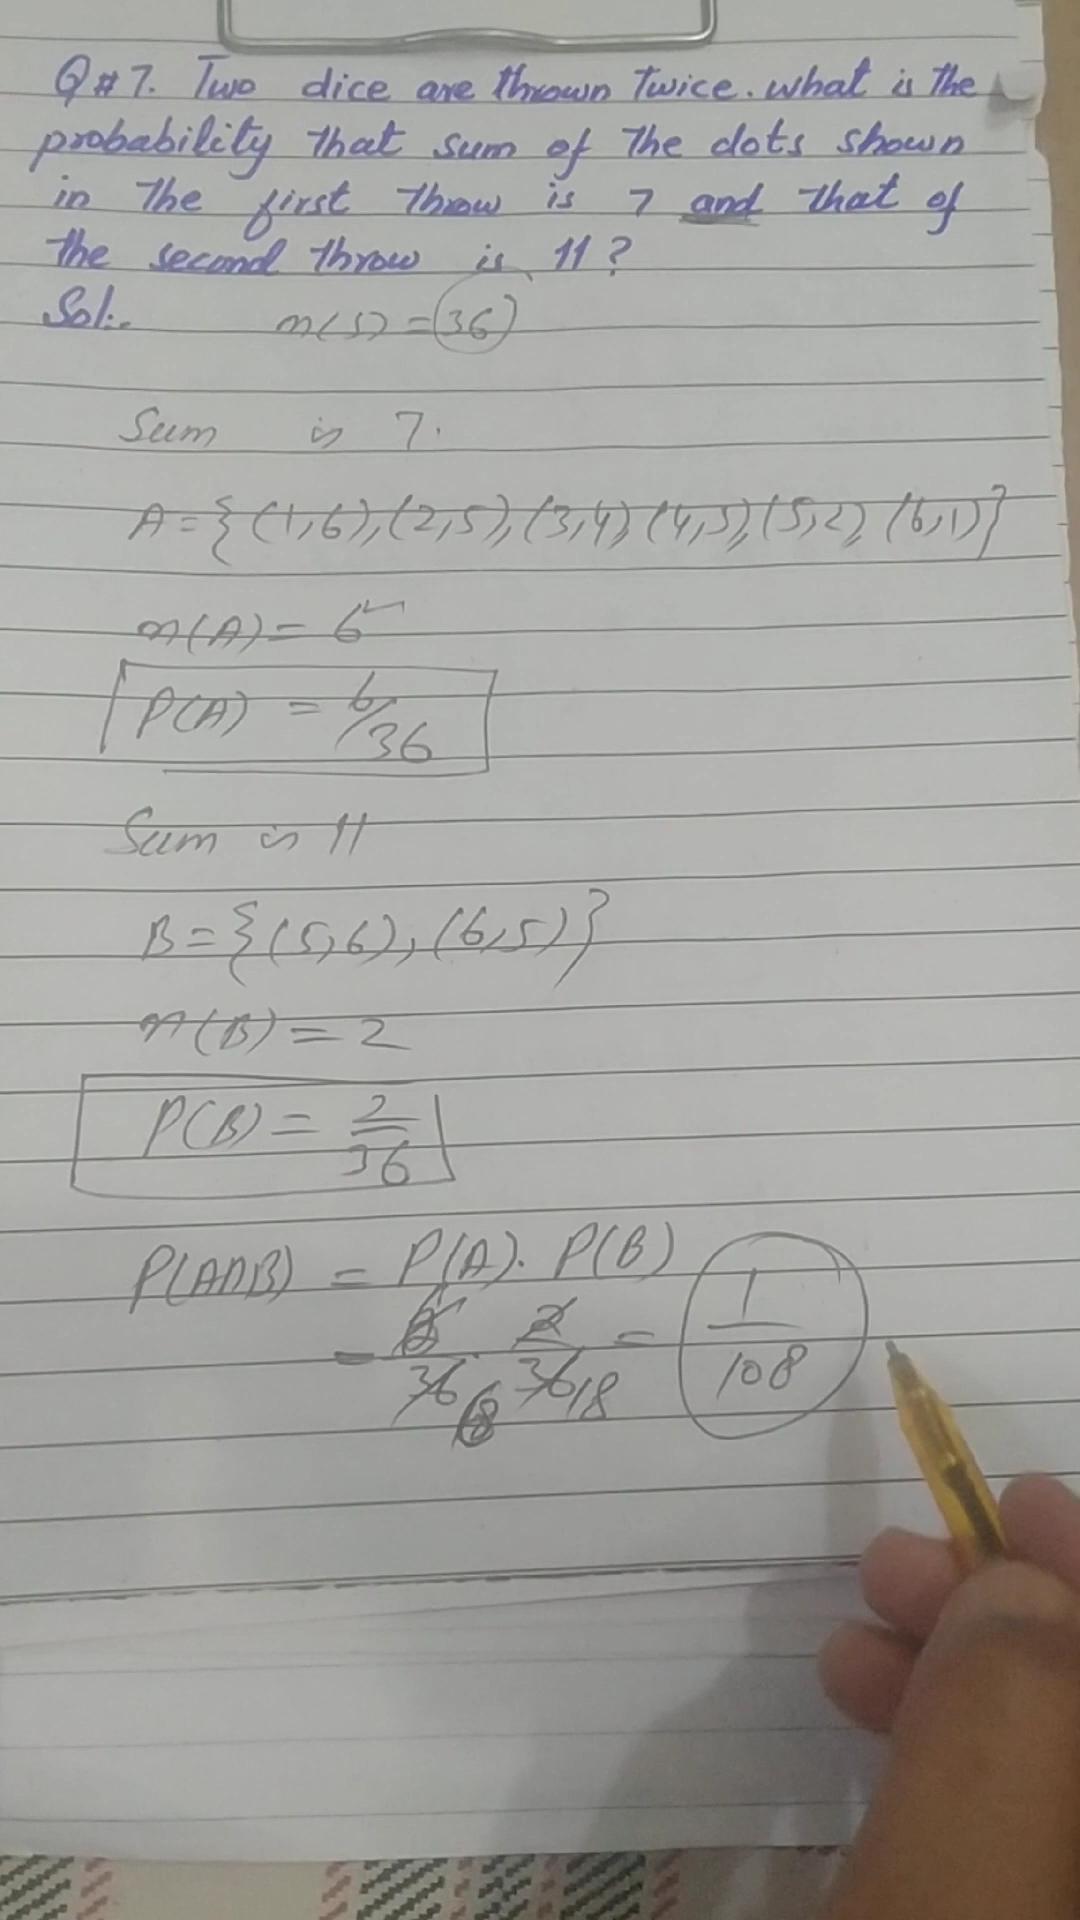 Q#7. Two dice are thrown Twice. what is the
probability that sum of the dots shown
in the first throw is 7 and that of
the second throw is 11?
Sol:.
n(S) = 36
Sum is 7.
A = {(1,6),(2,5),(3,4),(4,3),(5,2),(6,1)}
n(A) = 6
P(A) = 6/36
Sum is 11
B = {(5,6), (6,5)}
n(B) = 2
P(B) = 2/36
P(A∩B) = P(A). P(B)
= 6/36 6 . 2/36 18 = 1/108